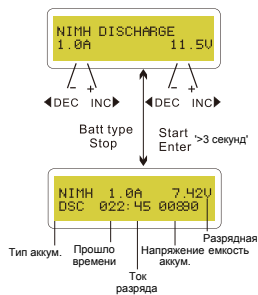 NIMH DISCHARGE
1.0A 11.5V
- + - +
◀DEC INC▶ ◀DEC INC▶
Batt type Start
Stop Enter '>3 секунд'
NIMH 1.0A 7.42V
DSC 022:45 00890
Разрядная
Тип аккум. Прошло Напряжение емкость
времени аккум.
Ток
разряда